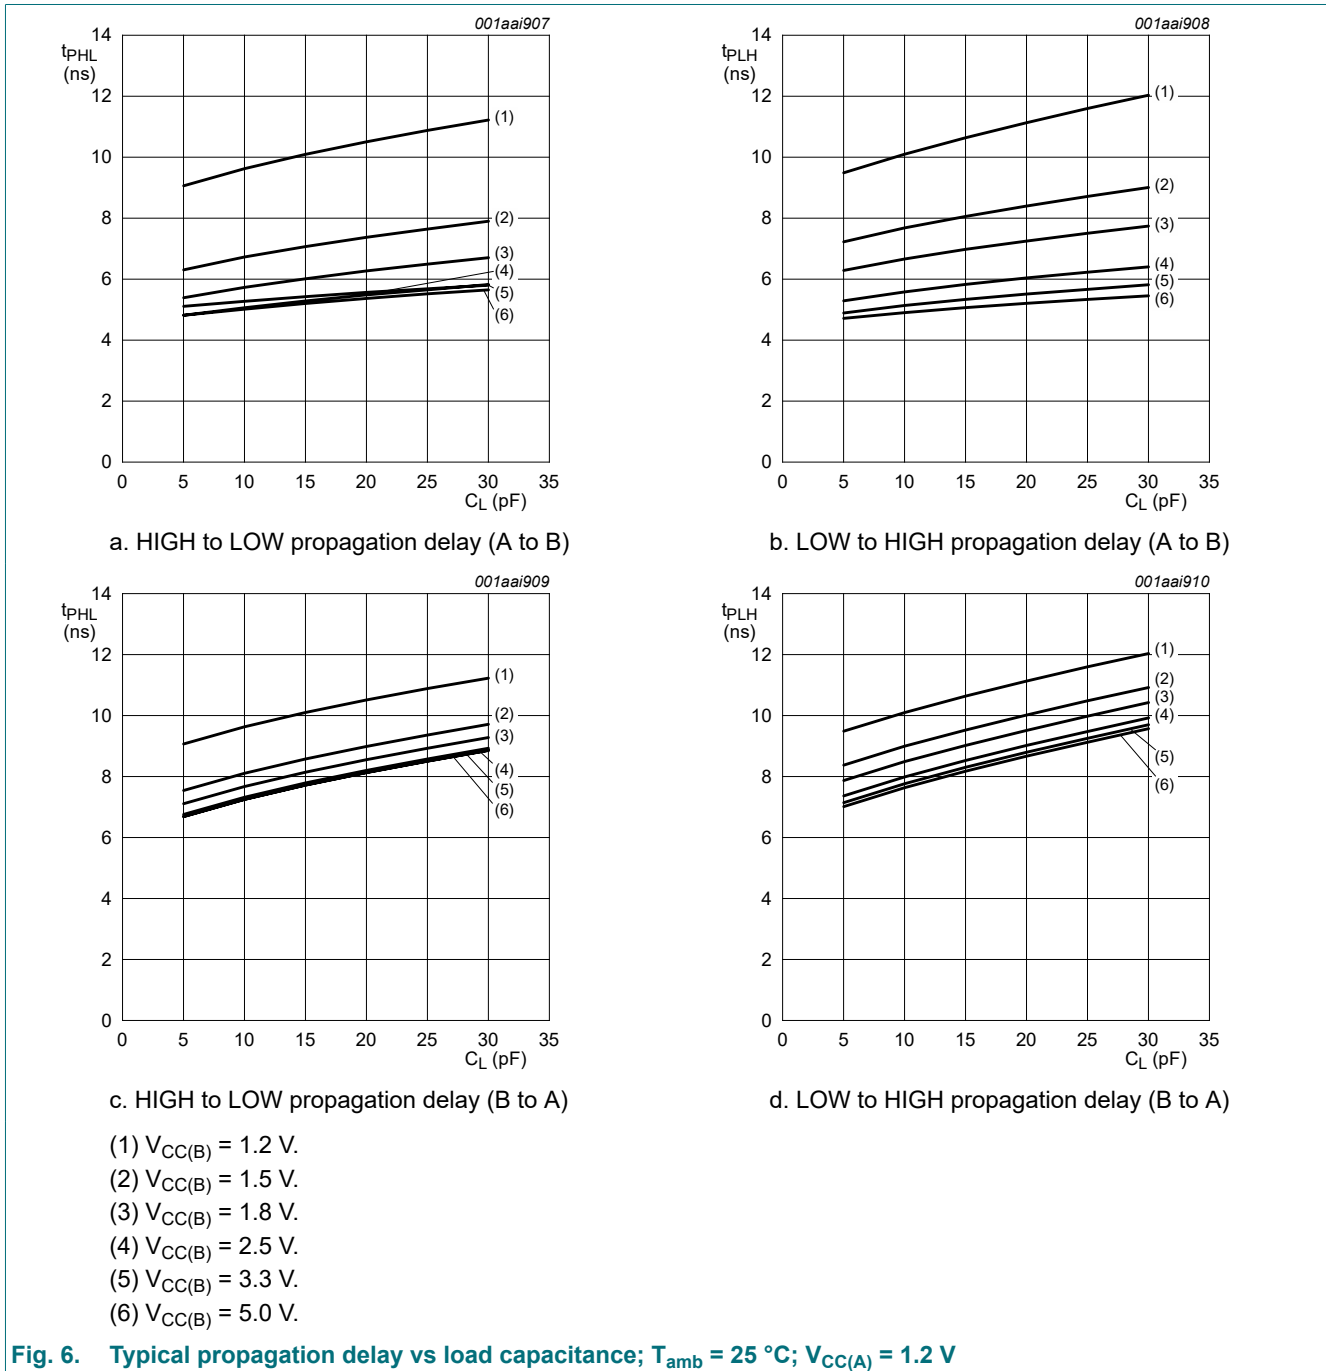 001aai907
14
tPHL
(ns)
12
10
8
6
4
2
0
(1)
(2)
(3)
(4)
(5)
(6)
0 5 10 15 20 25 30 35
CL (pF)
a. HIGH to LOW propagation delay (A to B)
001aai908
14
tPLH
(ns)
12
10
8
6
4
2
0
(1)
(2)
(3)
(4)
(5)
(6)
0 5 10 15 20 25 30 35
CL (pF)
b. LOW to HIGH propagation delay (A to B)
001aai909
14
tPHL
(ns)
12
10
8
6
4
2
0
(1)
(2)
(3)
(4)
(5)
(6)
0 5 10 15 20 25 30 35
CL (pF)
c. HIGH to LOW propagation delay (B to A)
001aai910
14
tPLH
(ns)
12
10
8
6
4
2
0
(1)
(2)
(3)
(4)
(5)
(6)
0 5 10 15 20 25 30 35
CL (pF)
d. LOW to HIGH propagation delay (B to A)
(1) VCC(B) = 1.2 V.
(2) VCC(B) = 1.5 V.
(3) VCC(B) = 1.8 V.
(4) VCC(B) = 2.5 V.
(5) VCC(B) = 3.3 V.
(6) VCC(B) = 5.0 V.
Fig. 6. Typical propagation delay vs load capacitance; Tamb = 25 °C; VCC(A) = 1.2 V